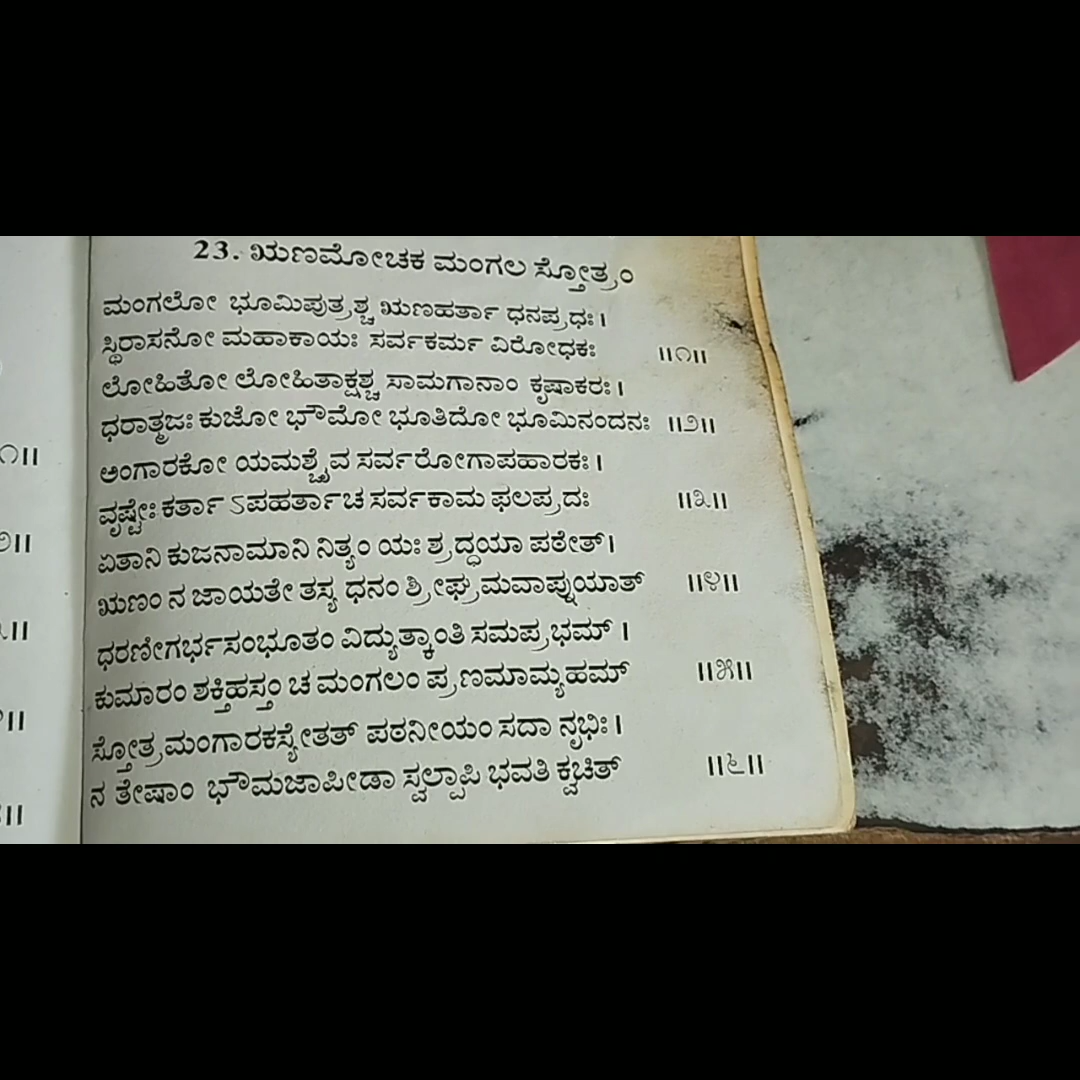 23. ಋಣಮೋಚಕ ಮಂಗಲ ಸ್ತೋತ್ರಂ
ಮಂಗಲೋ ಭೂಮಿಪುತ್ರಶ್ಚ ಋಣಹರ್ತಾ ಧನಪ್ರಧಃ ।
ಸ್ಥಿರಾಸನೋ ಮಹಾಕಾಯಃ ಸರ್ವಕರ್ಮ ವಿರೋಧಕಃ ॥೧॥
ಲೋಹಿತೋ ಲೋಹಿತಾಕ್ಷಶ್ಚ ಸಾಮಗಾನಾಂ ಕೃಷಾಕರಃ ।
ಧರಾತ್ಮಜಃ ಕುಜೋ ಭೌಮೋ ಭೂತಿದೋ ಭೂಮಿನಂದನಃ ॥೨॥
ಅಂಗಾರಕೋ ಯಮಶ್ಚೈವ ಸರ್ವರೋಗಾಪಹಾರಕಃ ।
ವೃಷ್ಟೇಃ ಕರ್ತಾ ಽಪಹರ್ತಾಚ ಸರ್ವಕಾಮ ಫಲಪ್ರದಃ ॥೩॥
ಏತಾನಿ ಕುಜನಾಮಾನಿ ನಿತ್ಯಂ ಯಃ ಶ್ರದ್ಧಯಾ ಪಠೇತ್।
ಋಣಂ ನ ಜಾಯತೇ ತಸ್ಯ ಧನಂ ಶ್ರೀಘ್ರಮವಾಪ್ನುಯಾತ್ ॥೪॥
ಧರಣೀಗರ್ಭಸಂಭೂತಂ ವಿದ್ಯುತ್ಕಾಂತಿ ಸಮಪ್ರಭಮ್ ।
ಕುಮಾರಂ ಶಕ್ತಿಹಸ್ತಂ ಚ ಮಂಗಲಂ ಪ್ರಣಮಾಮ್ಯಹಮ್ ॥೫॥
ಸ್ತೋತ್ರಮಂಗಾರಕಸ್ಯೇತತ್ ಪಠನೀಯಂ ಸದಾ ನೃಭಿಃ ।
ನ ತೇಷಾಂ ಭೌಮಜಾಪೀಡಾ ಸ್ವಲ್ಪಾಪಿ ಭವತಿ ಕ್ವಚಿತ್ ॥೬॥